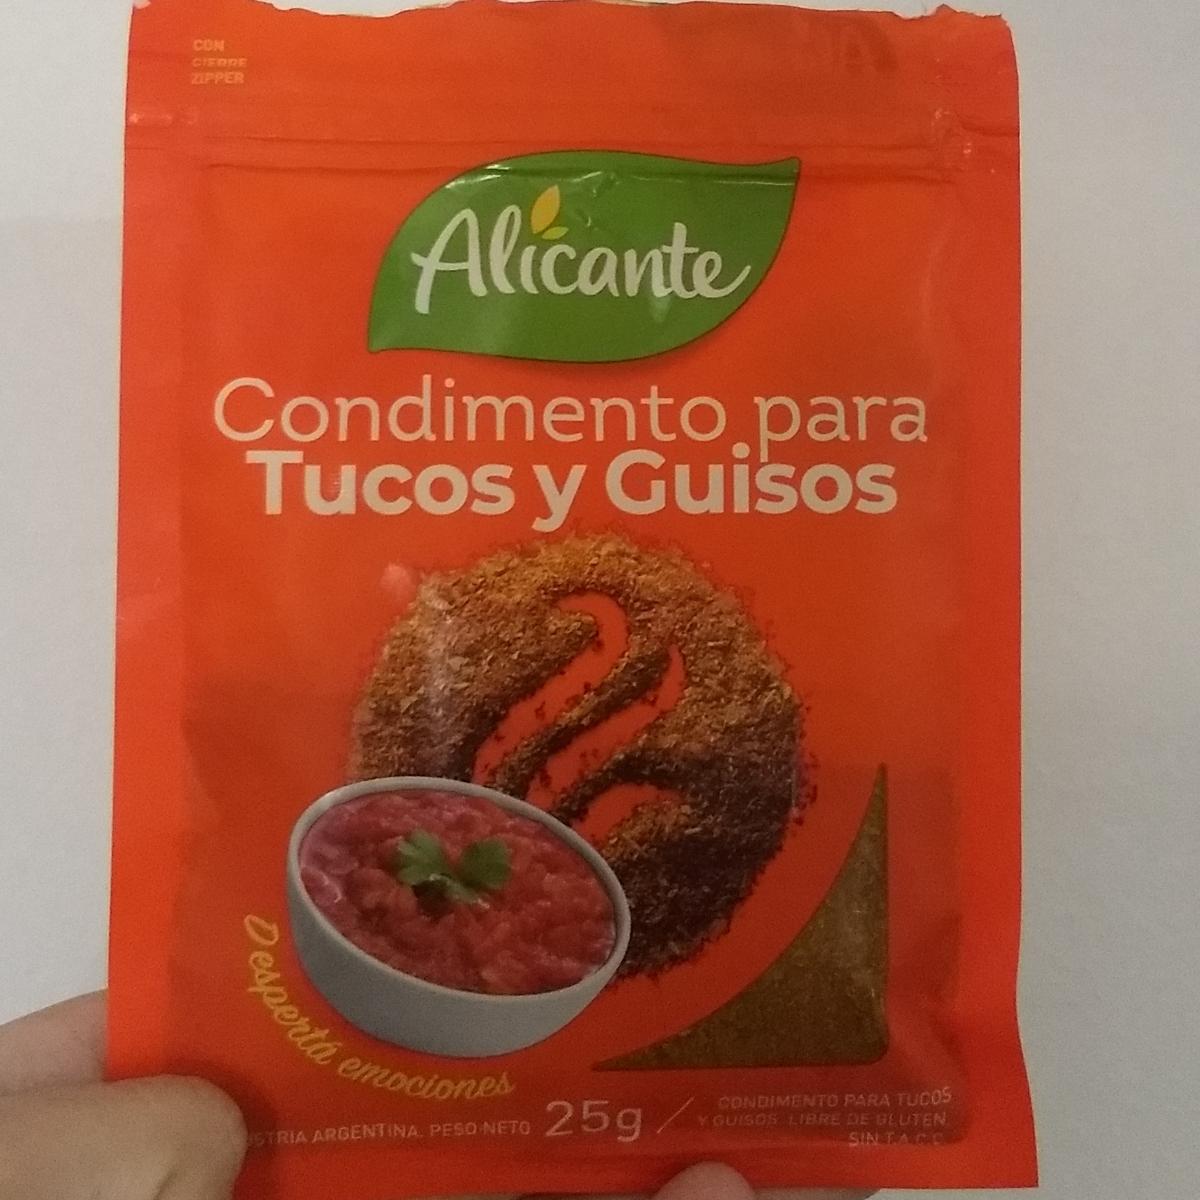 CON
CIERRE
ZIPPER
Alicante
Condimento para
Tucos y Guisos
Despertá emociones
ARGENTINA. PESO NETO 25g
CONDIMENTO PARA TUCOS
Y GUISOS. LIBRE DE GLUTEN.
SIN T.A.C.C.